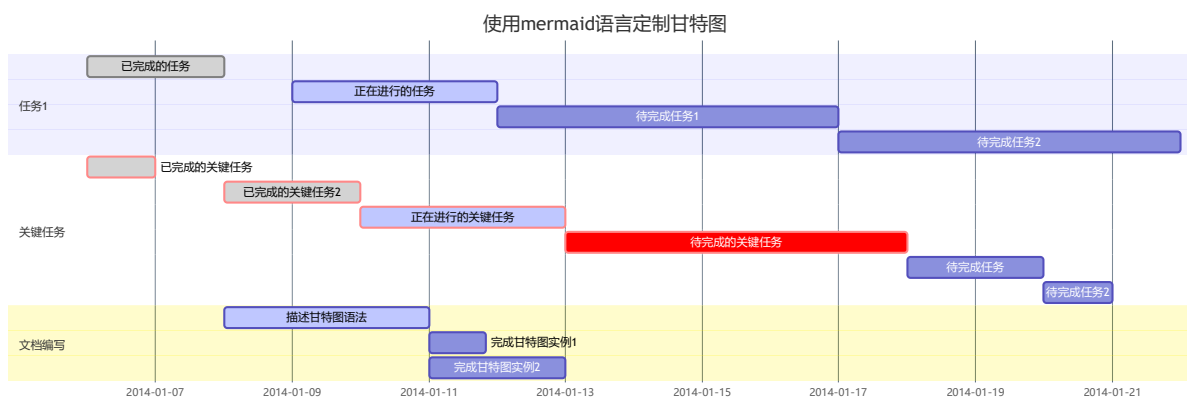 使用mermaid语言定制甘特图
已完成的任务
正在进行的任务
任务1
待完成任务1
待完成任务2
已完成的关键任务
已完成的关键任务2
正在进行的关键任务
关键任务
待完成的关键任务
待完成任务
待完成任务2
描述甘特图语法
文档编写
完成甘特图实例1
完成甘特图实例2
2014-01-07 2014-01-09 2014-01-11 2014-01-13 2014-01-15 2014-01-17 2014-01-19 2014-01-21